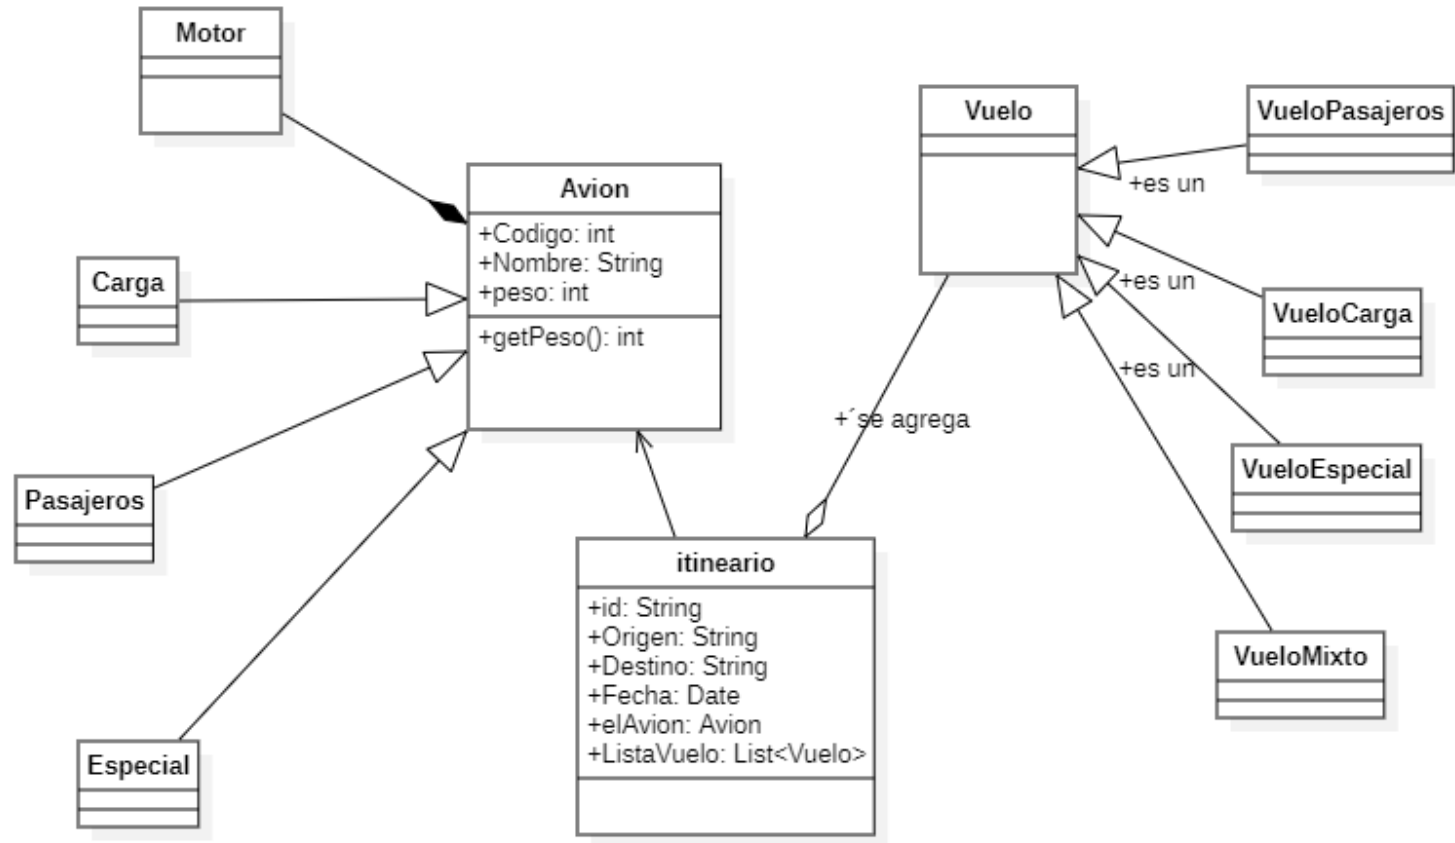 Motor
Avion
+Codigo: int
+Nombre: String
+peso: int
+getPeso(): int
Carga
Pasajeros
Especial
itineario
+id: String
+Origen: String
+Destino: String
+Fecha: Date
+elAvion: Avion
+ListaVuelo: List<Vuelo>
+´se agrega
Vuelo
+es un
+es un
+es un
VueloPasajeros
VueloCarga
VueloEspecial
VueloMixto